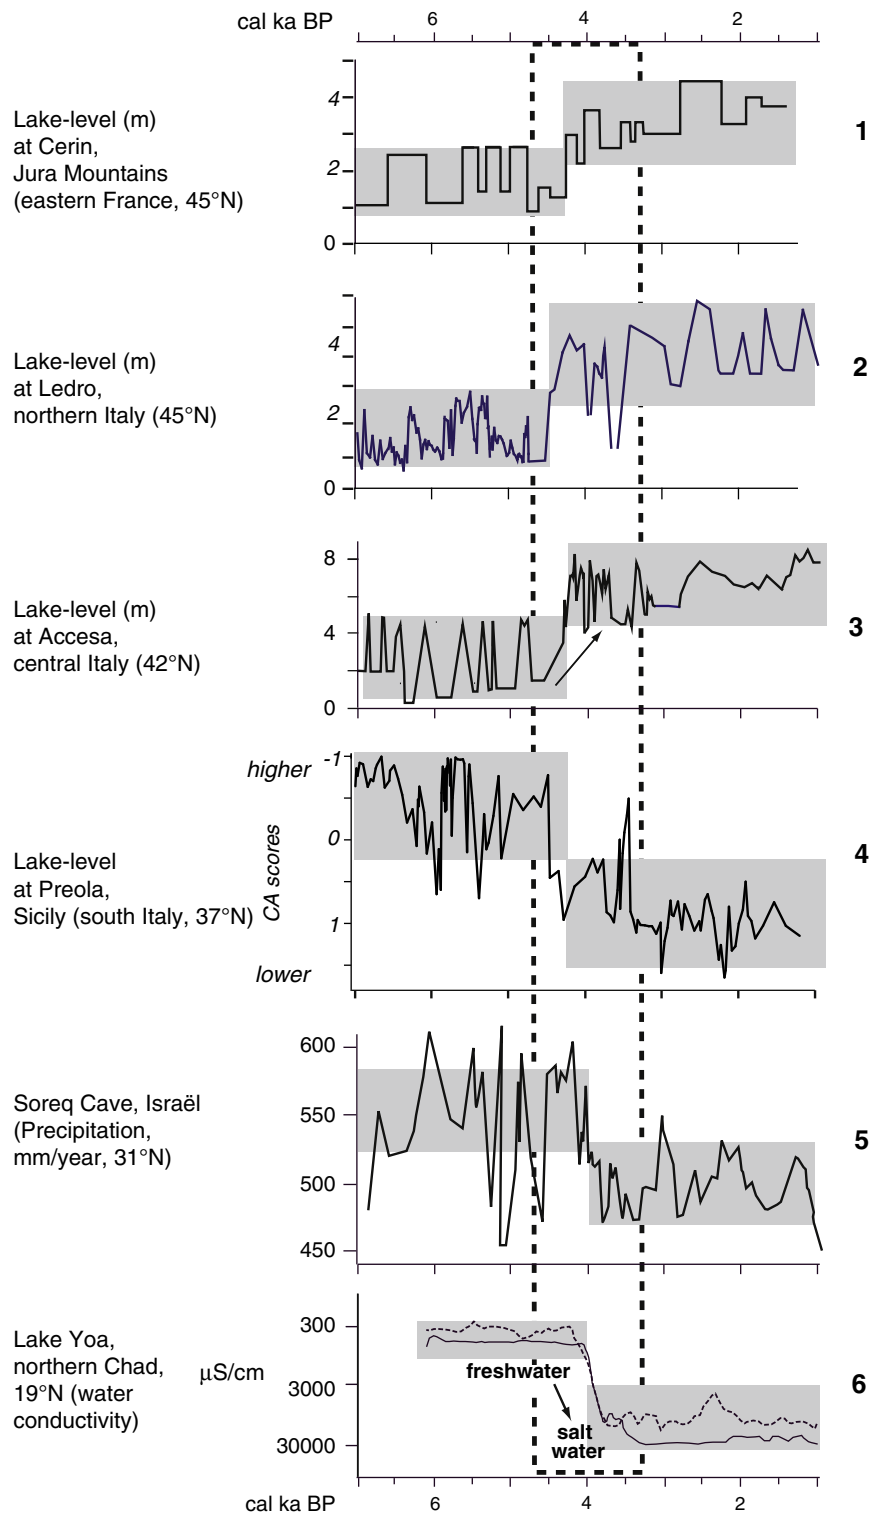 cal ka BP 6 4 2
4
Lake-level (m)
at Cerin,
Jura Mountains
(eastern France, 45°N)
2
0
1
4
Lake-level (m)
at Ledro,
northern Italy (45°N)
2
0
2
8
Lake-level (m)
at Accesa,
central Italy (42°N)
4
0
3
higher -1
0
CA scores
Lake-level
at Preola,
Sicily (south Italy, 37°N)
1
lower
4
600
Soreq Cave, Israël
(Precipitation,
mm/year, 31°N)
550
500
450
5
300
Lake Yoa,
northern Chad,
19°N (water
conductivity)
µS/cm
3000
30000
freshwater
salt
water
6
cal ka BP 6 4 2